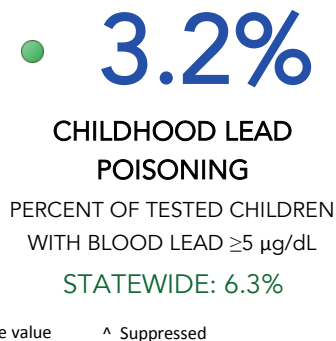 3.2%
CHILDHOOD LEAD
POISONING
PERCENT OF TESTED CHILDREN
WITH BLOOD LEAD ≥5 µg/dL
STATEWIDE: 6.3%
e value ^ Suppressed